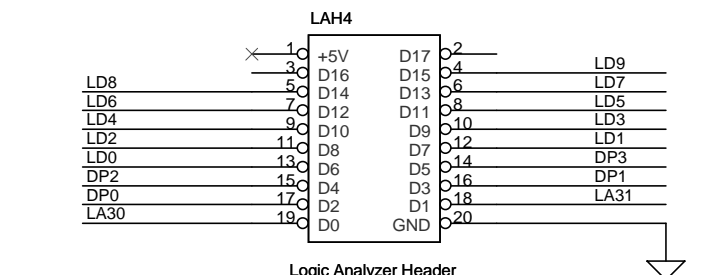 LAH4
1 +5V D17 2
3 D16 D15 4 LD9
LD8 5 D14 D13 6 LD7
LD6 7 D12 D11 8 LD5
LD4 9 D10 D9 10 LD3
LD2 11 D8 D7 12 LD1
LD0 13 D6 D5 14 DP3
DP2 15 D4 D3 16 DP1
DP0 17 D2 D1 18 LA31
LA30 19 D0 GND 20
Logic Analyzer Header